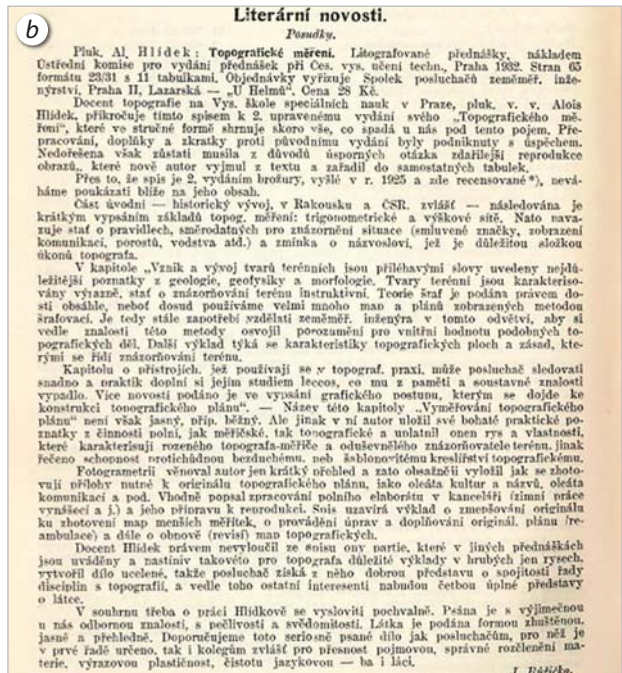 b
Literární novosti.
Posudky.
Pluk. Al. Hlídek: Topografické měření. Litografované přednášky, nákladem
Ústřední komise pro vydání přednášek při Čes. vys. učení techn., Praha 1932. Stran 65
formátu 23/31 s 11 tabulkami. Objednávky vyřizuje Spolek posluchačů zeměměř. inže-
nýrství, Praha II, Lazarská — „U Helmů“. Cena 28 Kč.
Docent topografie na Vys. škole speciálních nauk v Praze, pluk. v. v. Alois
Hlídek, přikročuje tímto spisem k 2. upravenému vydání svého „Topografického mě-
ření“, které ve stručné formě shrnuje skoro vše, co spadá u nás pod tento pojem. Pře-
pracování, doplňky a zkratky proti původnímu vydání byly podniknuty s úspěchem.
Nedořešena však zůstati musila z důvodů úsporných otázka zdařilejší reprodukce
obrazů, které nově autor vyjmul z textu a zařadil do samostatných tabulek.
Přes to, že spis je 2. vydáním brožury, vyšlé v r. 1925 a zde recensované*), nevá-
háme poukázati blíže na jeho obsah.
Část úvodní — historický vývoj, v Rakousku a ČSR. zvlášť — následována je
krátkým vypsáním základů topog. měření: trigonometrické a výškové sítě. Nato nava-
zuje stať o pravidlech, směrodatných pro znázornění situace (smluvené značky, zobrazení
komunikací, porostů, vodstva atd.) a zmínka o názvosloví, jež je důležitou složkou
úkonů topografa.
V kapitole „Vznik a vývoj tvarů terénních jsou přiléhavými slovy uvedeny nejdů-
ležitější poznatky z geologie, geofysiky a morfologie. Tvary terénní jsou karakteriso-
vány výrazně, stať o znázorňování terénu instruktivní. Teorie šraf je podána právem do-
sti obsáhle, neboť dosud používáme velmi mnoho map a plánů zobrazených metodou
šrafovací. Je tedy stále zapotřebí vzdělati zeměměř. inženýra v tomto odvětví, aby si
vedle znalosti této metody osvojil porozumění pro vnitřní hodnotu podobných to-
pografických děl. Další výklad týká se karakteristiky topografických ploch a zásad, kte-
rými se řídí znázorňování terénu.
Kapitolu o přístrojích, jež používají se v topograf. praxi, může posluchač sledovati
snadno a praktik doplní si jejím studiem leccos, co mu z paměti a soustavné znalosti
vypadlo. Více novosti podáno je ve vypsání grafického postupu, kterým se dojde ke
konstrukci topografického plánu“. — Název této kapitoly „Vyměřování topografického
plánu“ není však jasný, příp. běžný. Ale jinak v ní autor uložil své bohaté praktické po-
znatky z činnosti polní, jak měřičské, tak topografické a uplatnil onen rys a vlastnosti,
které karakterisují rozeného topografa-měřiče a oduševnělého znázorňovatele terénu, jinak
řečeno schopnost protichůdnou bezduchému, neb šablonovitému kreslířství topografickému.
Fotogrametrii věnoval autor jen krátký přehled a zato obsažněji vyložil jak se zhoto-
vují přílohy nutné k originálu topografického plánu, jako oleáta kultur a názvů, oleáta
komunikací a pod. Vhodně popsal zpracování polního elaborátu v kanceláři (zimní práce
vynášecí a j.) a jeho přípravu k reprodukci. Spis uzavírá výklad o zmenšování originálu
ku zhotovení map menších měřítek, o provádění úprav a doplňování originál. plánu (re-
ambulace) a dále o obnově (revisi) map topografických.
Docent Hlídek právem nevyloučil ze spisu ony partie, které v jiných přednáškách
jsou uváděny a nastíniv takovéto pro topografa důležité výklady v hrubých jen rysech,
vytvořil dílo ucelené, takže posluchač získá z něho dobrou představu o spojitosti řady
disciplin s topografií, a vedle toho ostatní interesenti nabudou četbou úplné představy
o látce.
V souhrnu třeba o práci Hlídkově se vysloviti pochvalně. Psána je s výjimečnou
u nás odbornou znalostí, s pečlivostí a svědomitostí. Látka je podána formou zhuštěnou,
jasně a přehledně. Doporučujeme toto seriosně psané dílo jak posluchačům, pro něž je
v prvé řadě určeno, tak i kolegům zvlášť pro přesnost pojmovou, správné rozčlenění ma-
terie, výrazovou plastičnost, čistotu jazykovou — ba i láci.
J. Růžička.